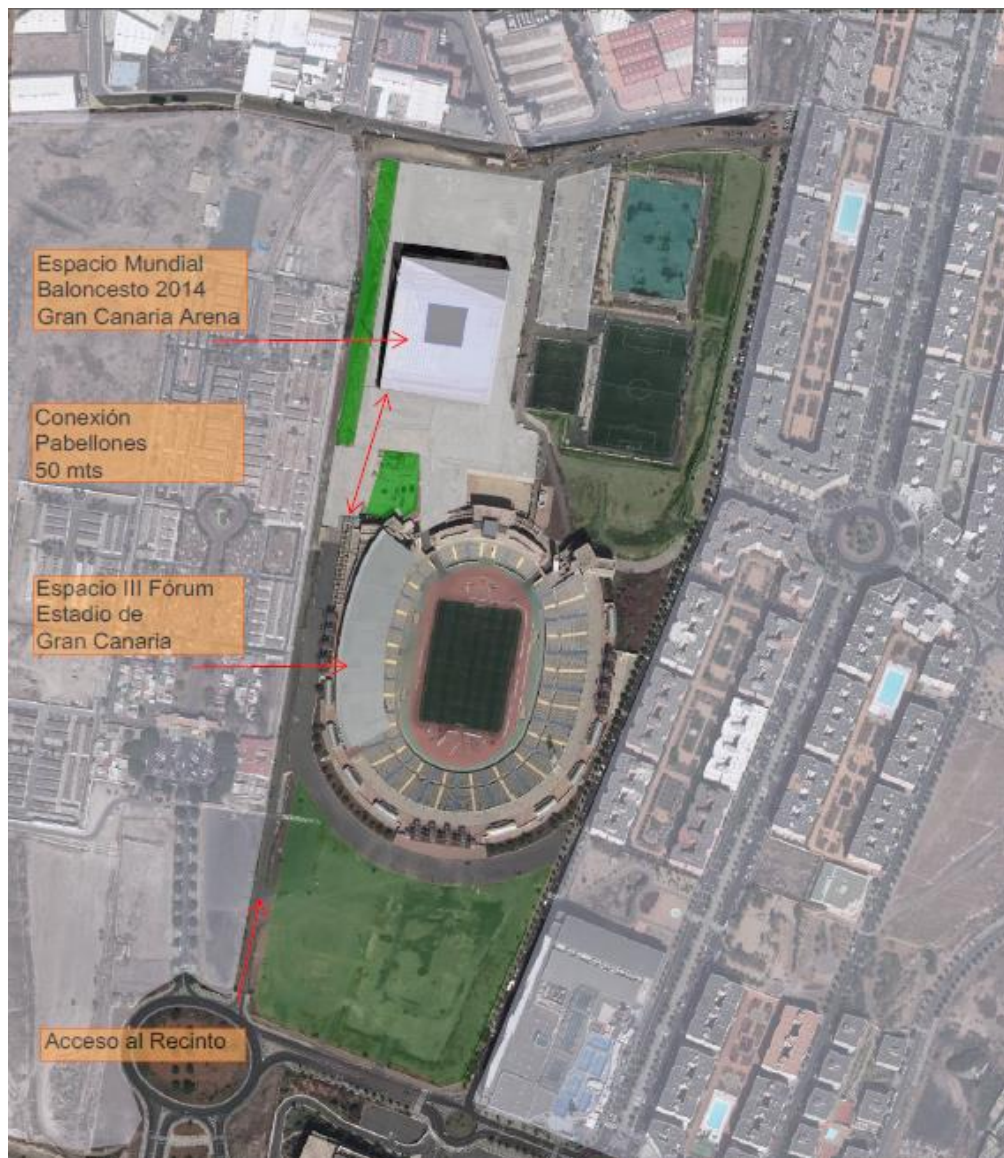 Espacio Mundial
Baloncesto 2014
Gran Canaria Arena
Conexión
Pabellones
50 mts
Espacio III Fórum
Estadio de
Gran Canaria
Acceso al Recinto